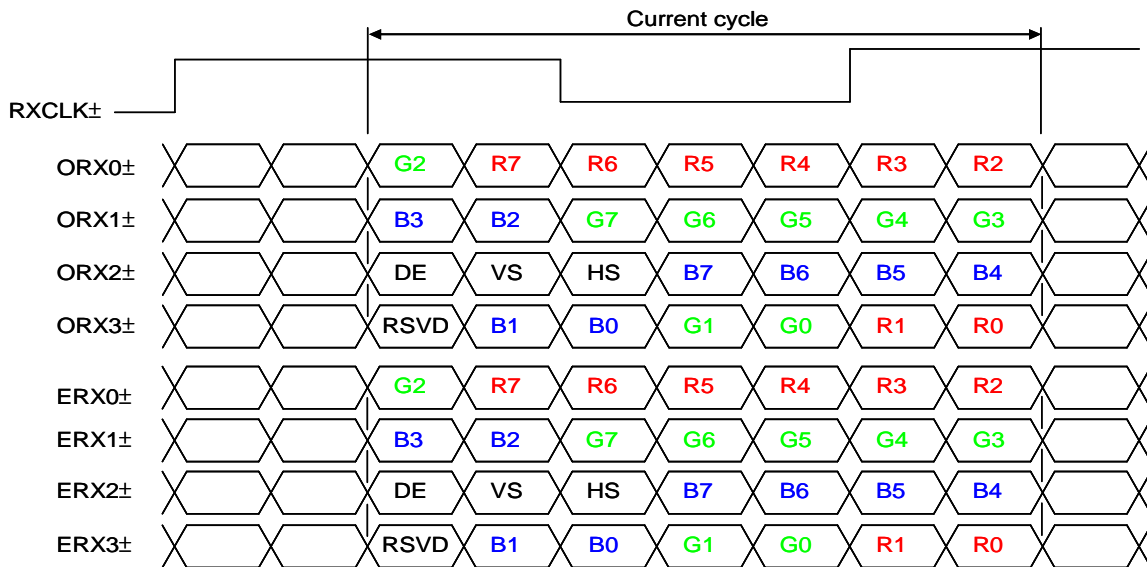 Current cycle
RXCLK±
ORX0± G2 R7 R6 R5 R4 R3 R2
ORX1± B3 B2 G7 G6 G5 G4 G3
ORX2± DE VS HS B7 B6 B5 B4
ORX3± RSVD B1 B0 G1 G0 R1 R0
ERX0± G2 R7 R6 R5 R4 R3 R2
ERX1± B3 B2 G7 G6 G5 G4 G3
ERX2± DE VS HS B7 B6 B5 B4
ERX3± RSVD B1 B0 G1 G0 R1 R0